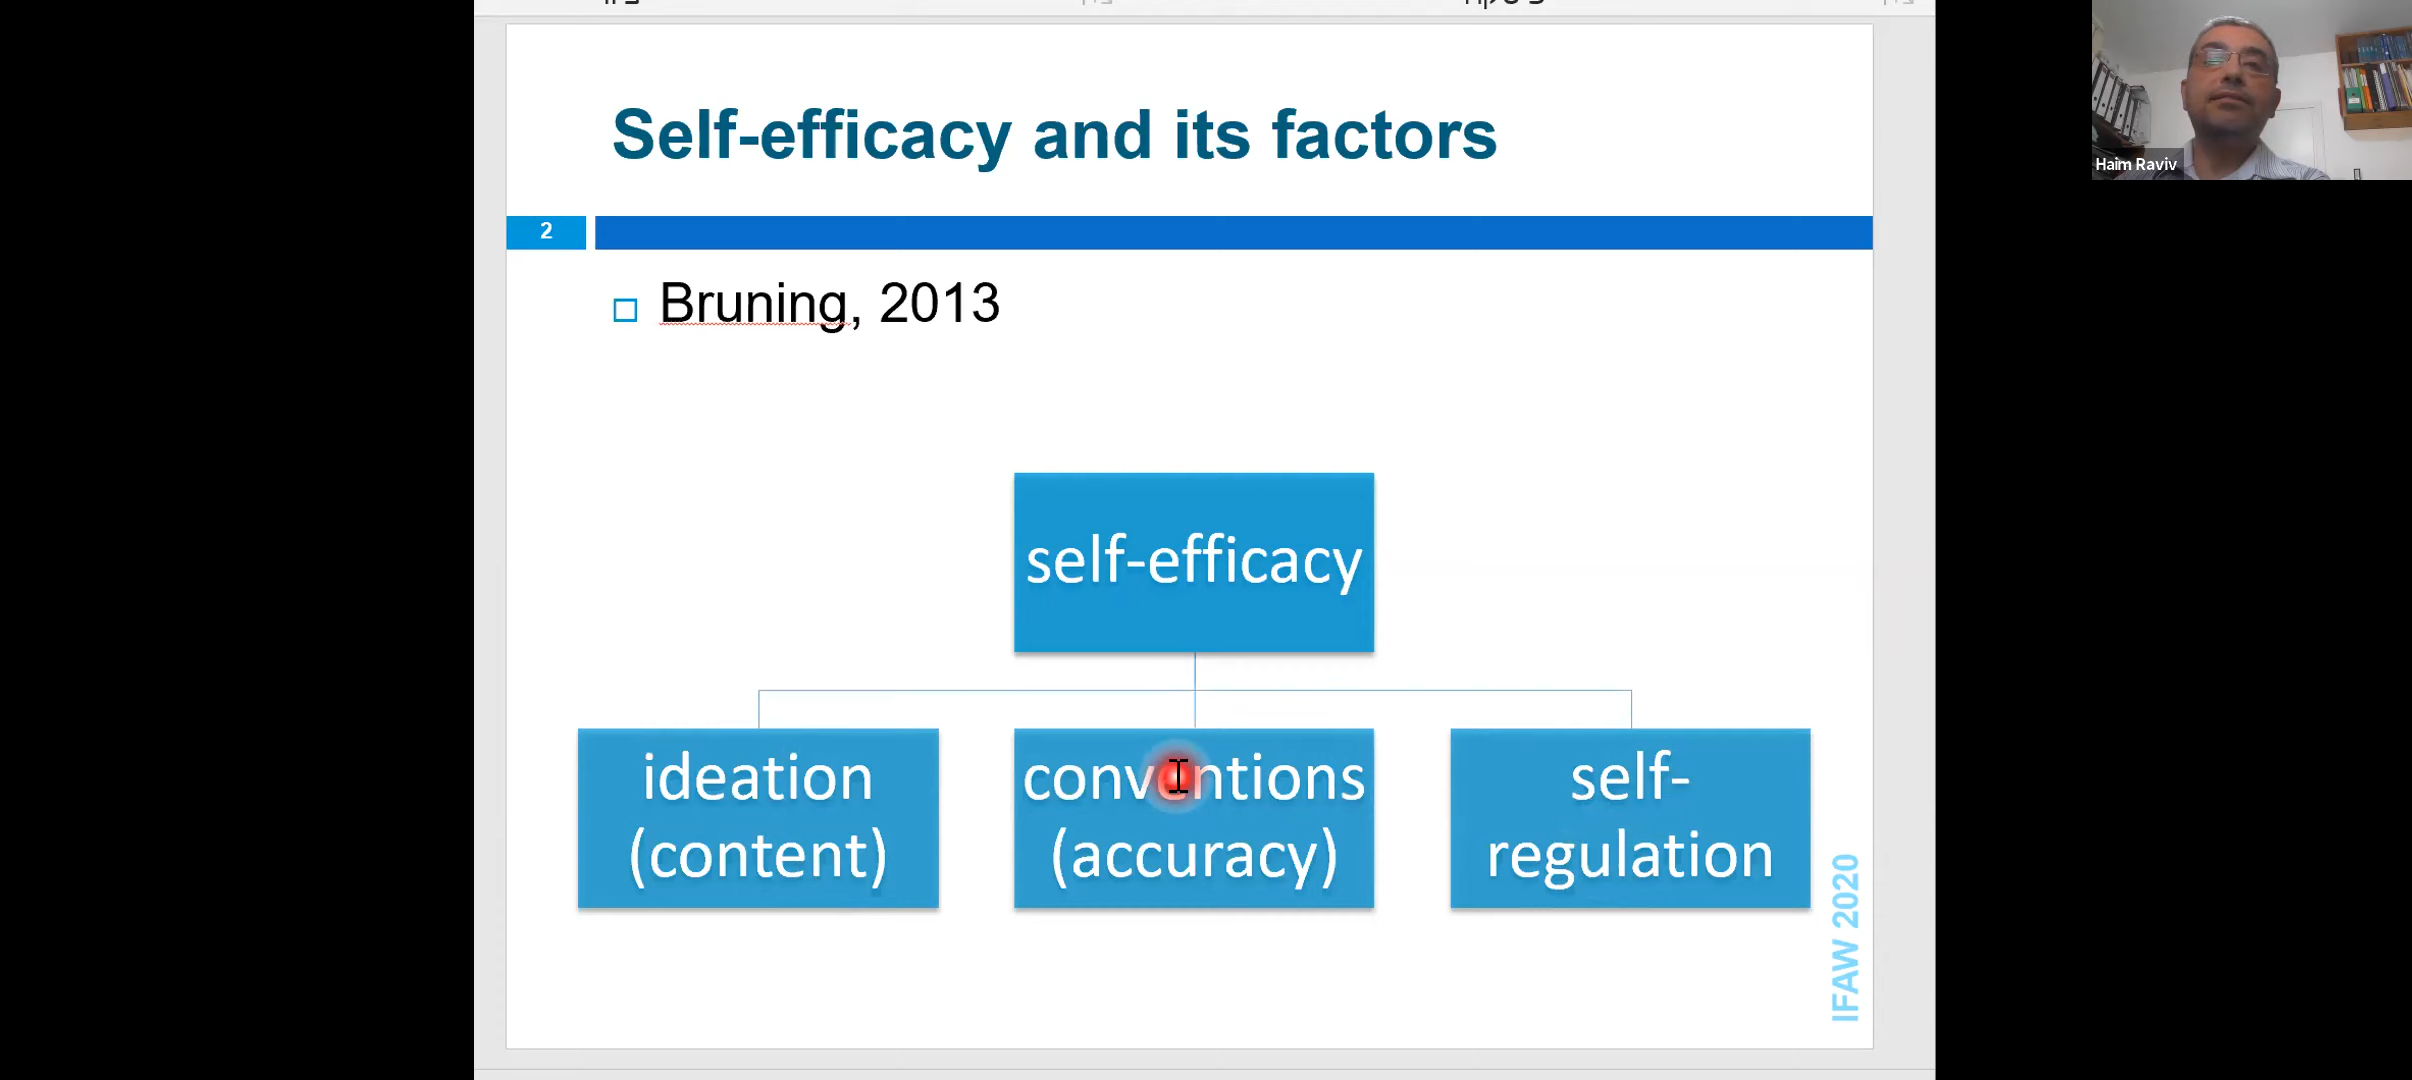 Self-efficacy and its factors
Haim Raviv
2
Bruning, 2013
self-efficacy
ideation
(content)
conventions
(accuracy)
self-
regulation
IFAW 2020